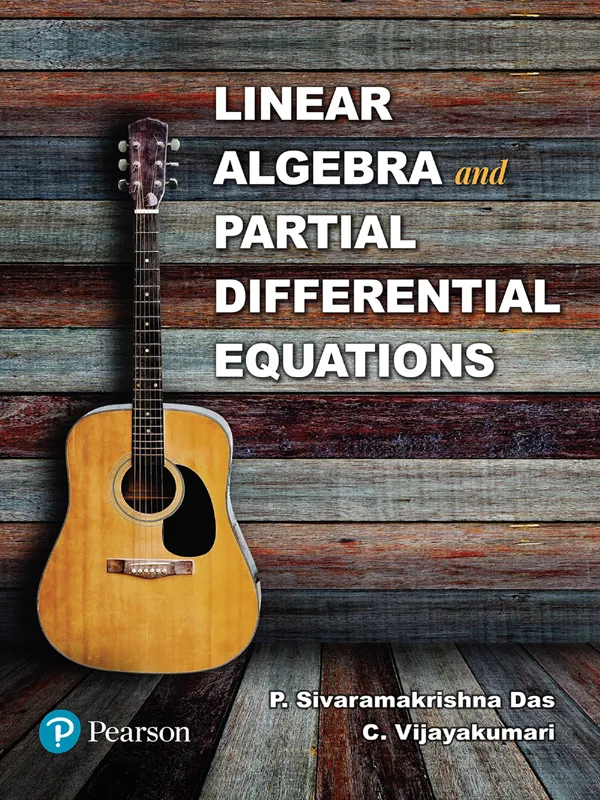 LINEAR
ALGEBRA and
PARTIAL
DIFFERENTIAL
EQUATIONS
P. Sivaramakrishna Das
C. Vijayakumari
Pearson